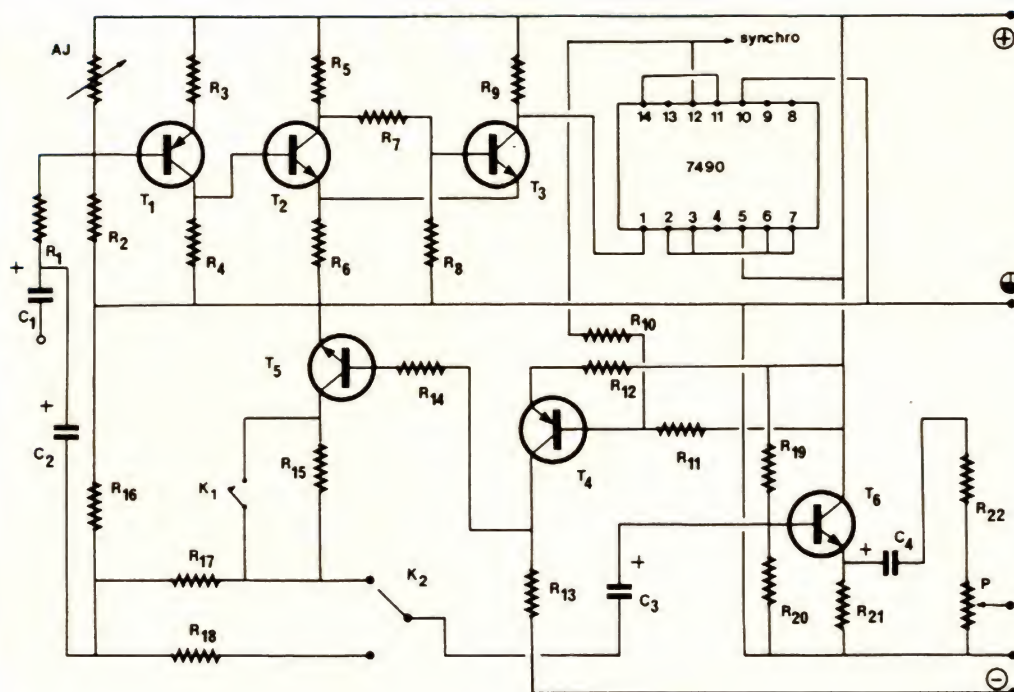 synchro
AJ
R3
R5
R9
R7
14 13 12 11 10 9 8
7490
1 2 3 4 5 6 7
T1
T2
T3
R1
R2
R4
R6
R8
C1
R10
T5
R14
R12
C2
R16
K1
R15
T4
R11
R19
T6
R22
C4
R17
K2
R13
C3
R20
R21
P
R18
+
+
+
+
+
−